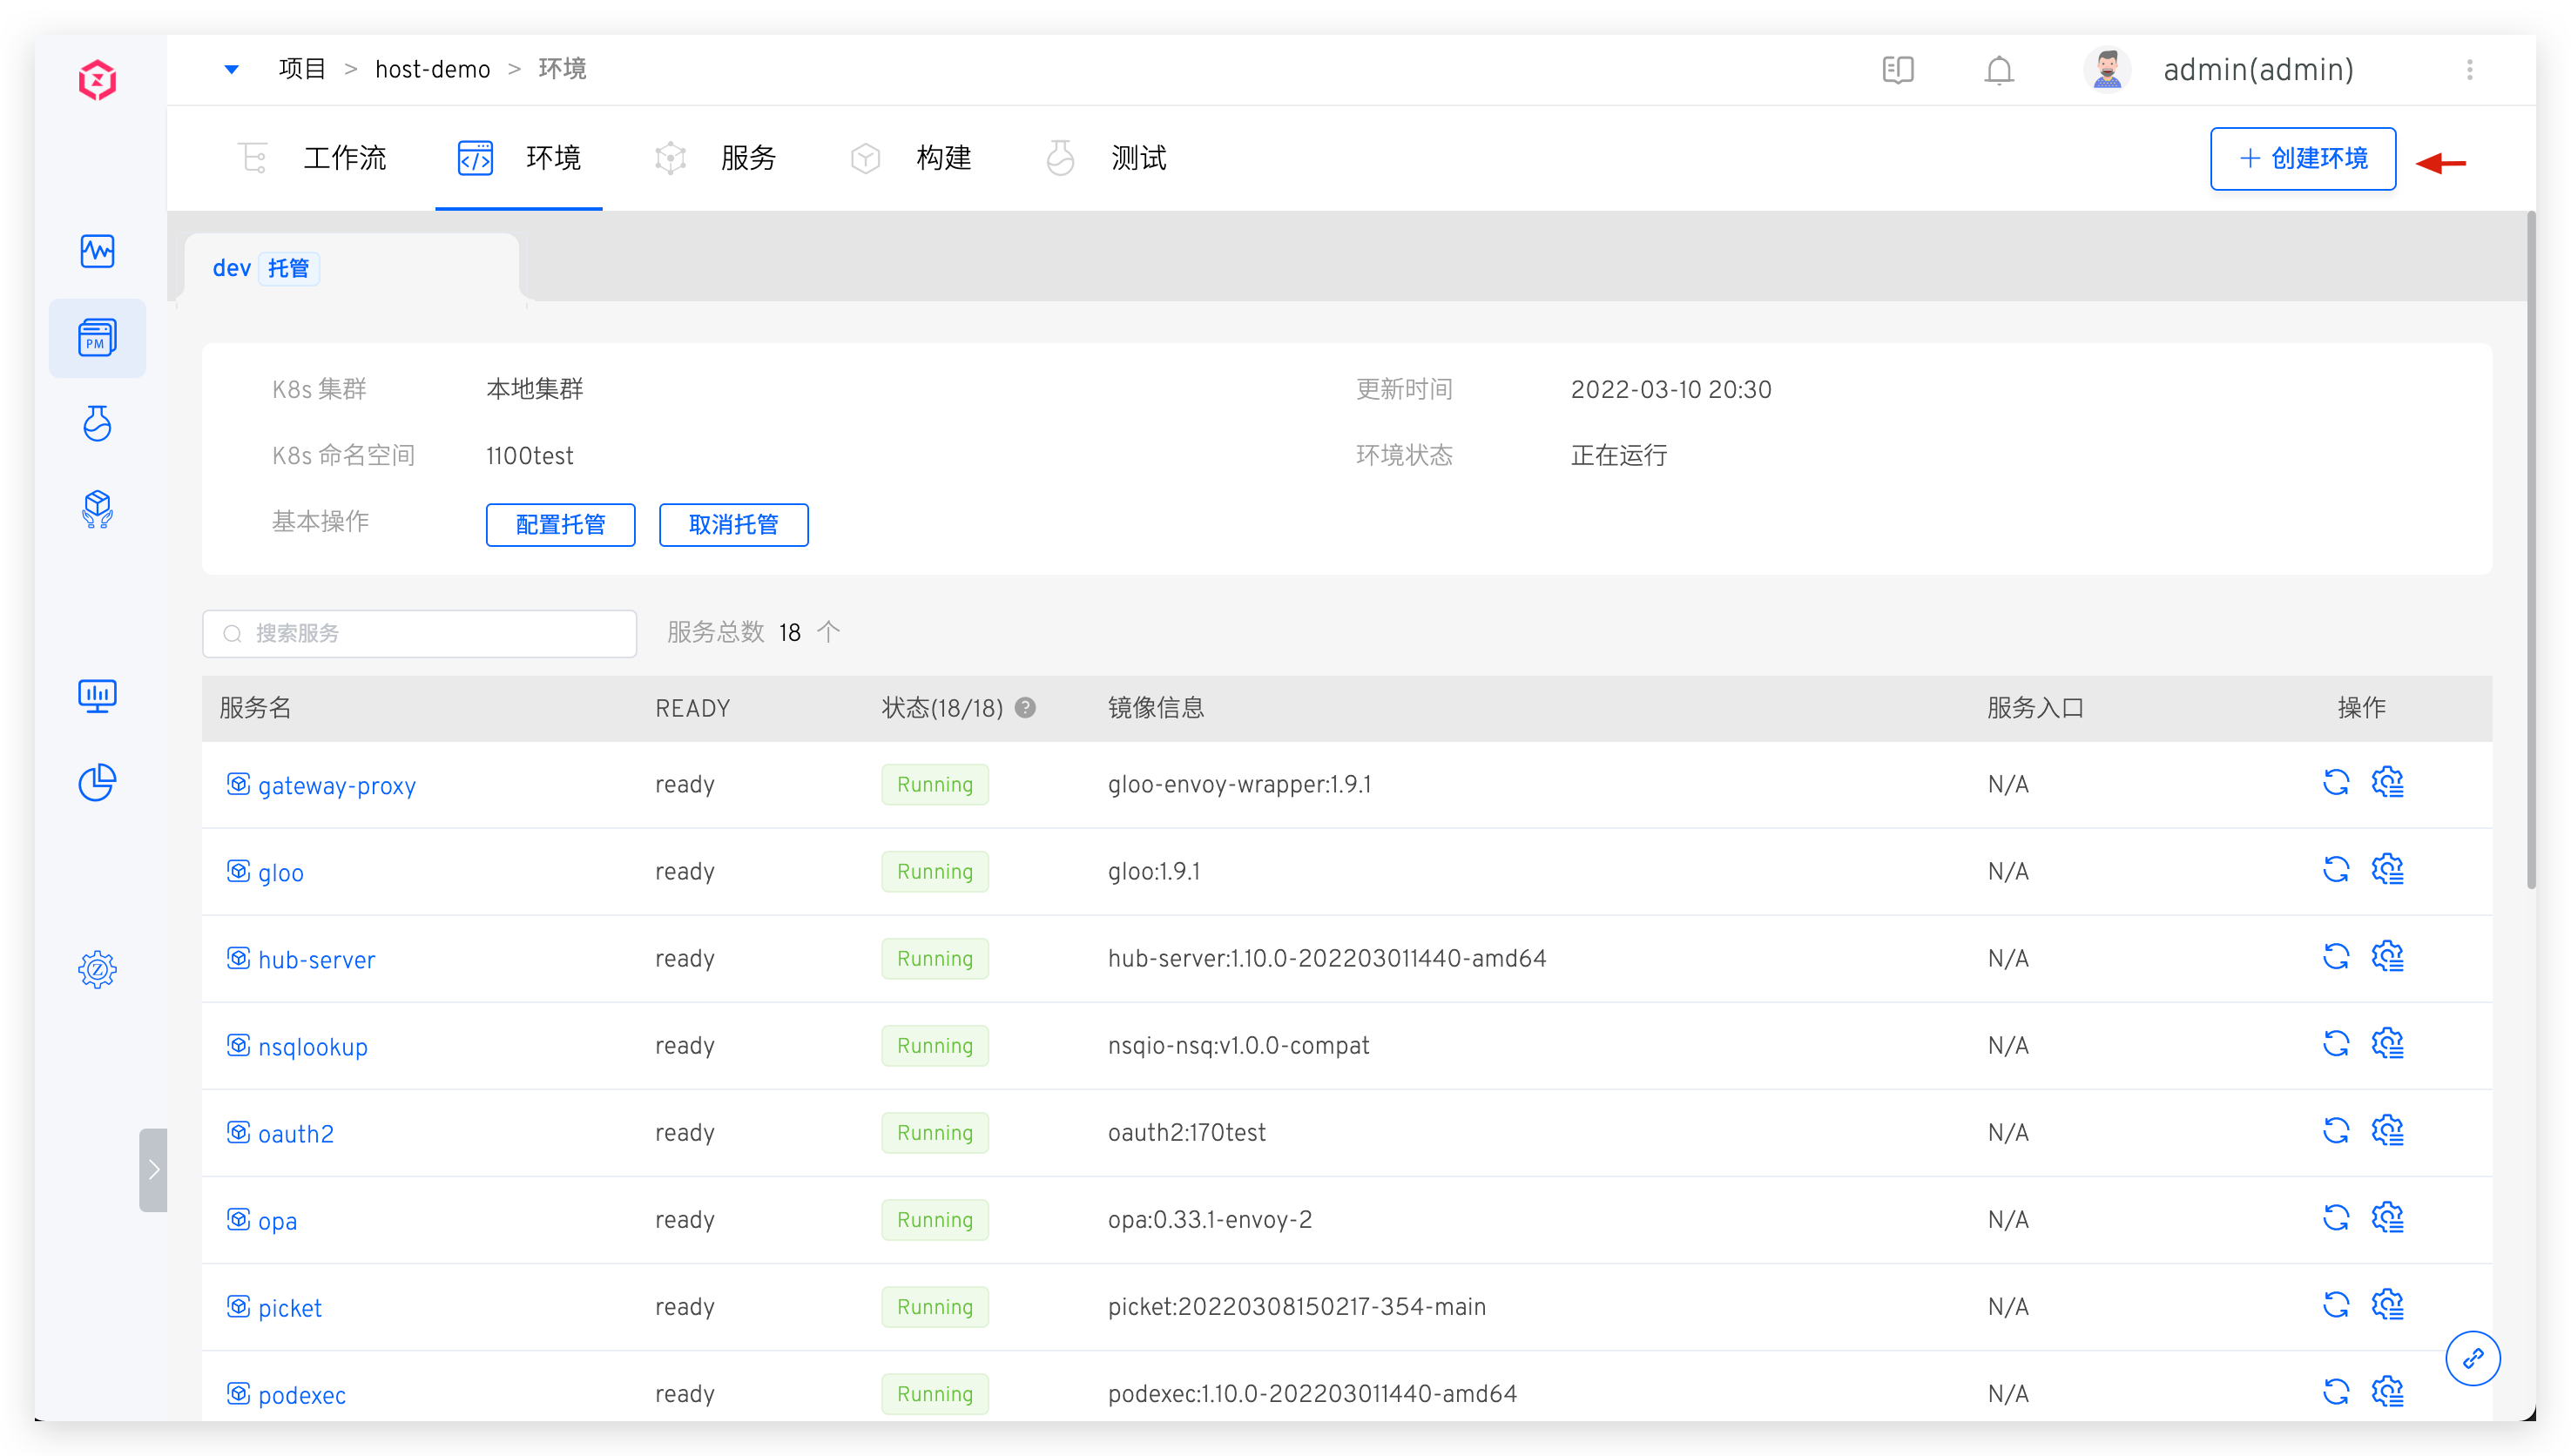 项目 > host-demo > 环境
admin(admin)
工作流 环境 服务 构建 测试
+ 创建环境
dev 托管
K8s 集群 本地集群 更新时间 2022-03-10 20:30
K8s 命名空间 1100test 环境状态 正在运行
基本操作 配置托管 取消托管
搜索服务 服务总数 18 个
服务名 READY 状态(18/18) ? 镜像信息 服务入口 操作
gateway-proxy ready Running gloo-envoy-wrapper:1.9.1 N/A
gloo ready Running gloo:1.9.1 N/A
hub-server ready Running hub-server:1.10.0-202203011440-amd64 N/A
nsqlookup ready Running nsqio-nsq:v1.0.0-compat N/A
oauth2 ready Running oauth2:170test N/A
opa ready Running opa:0.33.1-envoy-2 N/A
picket ready Running picket:20220308150217-354-main N/A
podexec ready Running podexec:1.10.0-202203011440-amd64 N/A
PM